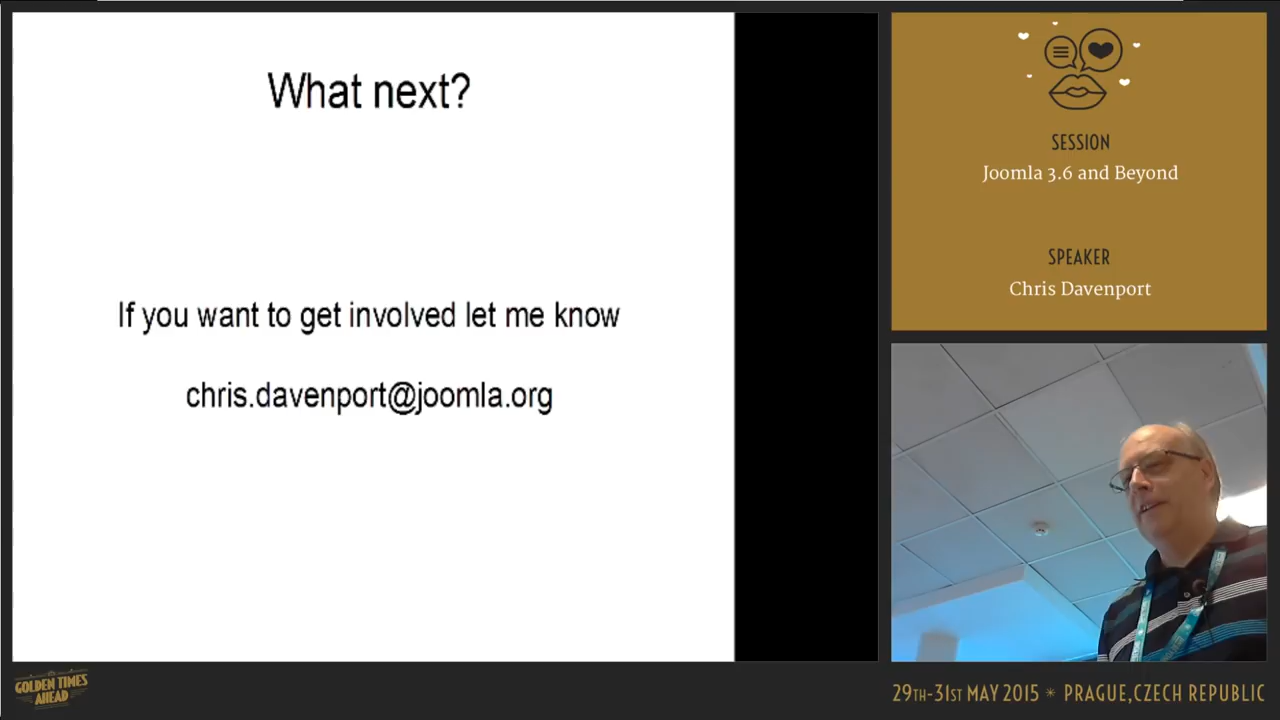 What next?
If you want to get involved let me know
chris.davenport@joomla.org
SESSION
Joomla 3.6 and Beyond
SPEAKER
Chris Davenport
GOLDEN TIMES
AHEAD
29TH-31ST MAY 2015 * PRAGUE,CZECH REPUBLIC